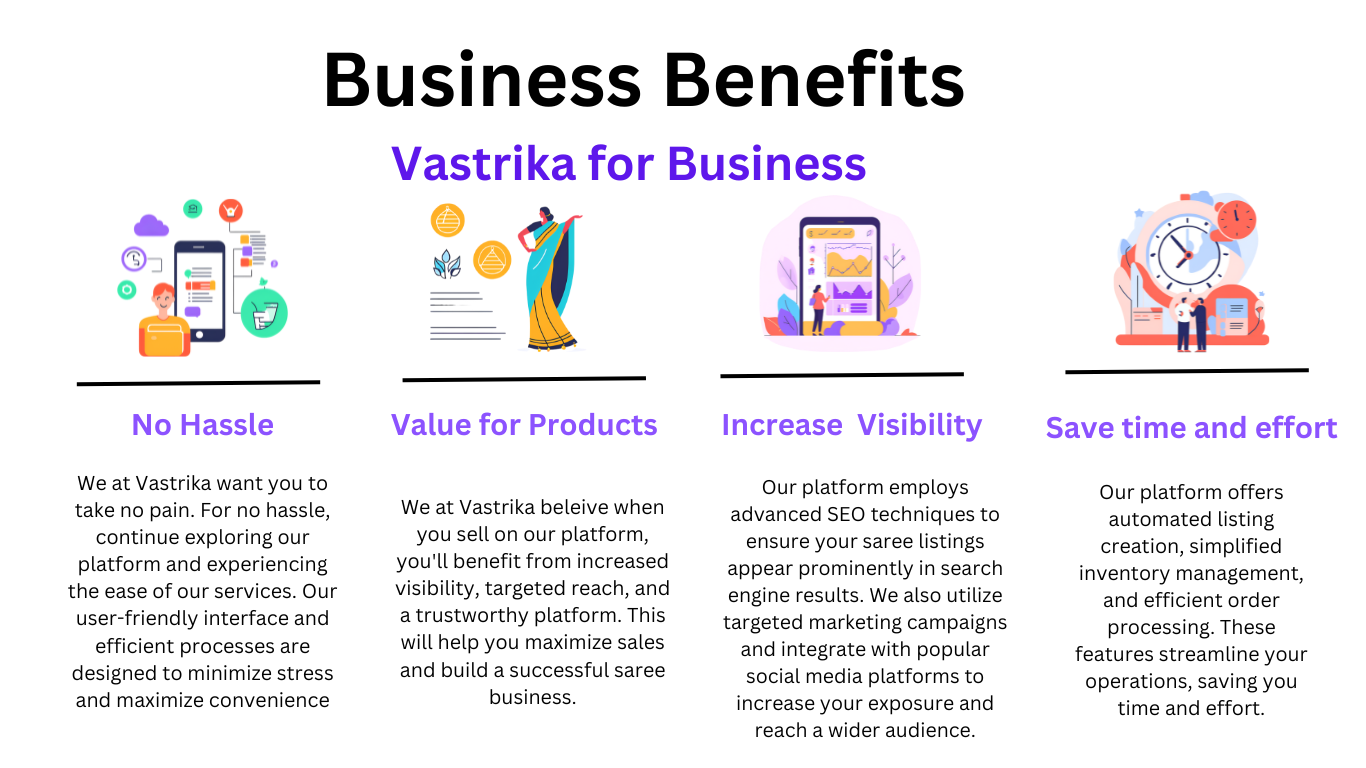 Business Benefits
Vastrika for Business
No Hassle
We at Vastrika want you to
take no pain. For no hassle,
continue exploring our
platform and experiencing
the ease of our services. Our
user-friendly interface and
efficient processes are
designed to minimize stress
and maximize convenience
Value for Products
We at Vastrika beleive when
you sell on our platform,
you'll benefit from increased
visibility, targeted reach, and
a trustworthy platform. This
will help you maximize sales
and build a successful saree
business.
Increase  Visibility
Our platform employs
advanced SEO techniques to
ensure your saree listings
appear prominently in search
engine results. We also utilize
targeted marketing campaigns
and integrate with popular
social media platforms to
increase your exposure and
reach a wider audience.
Save time and effort
Our platform offers
automated listing
creation, simplified
inventory management,
and efficient order
processing. These
features streamline your
operations, saving you
time and effort.